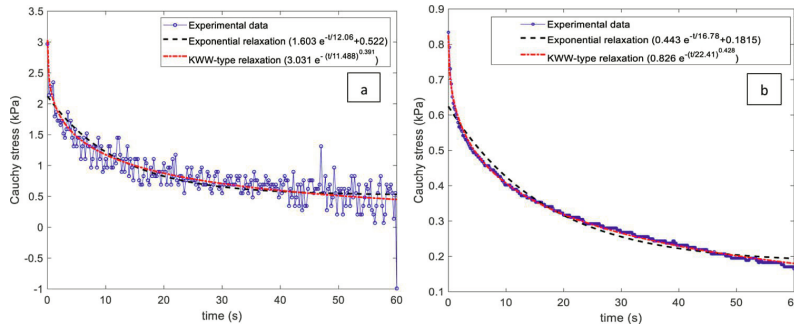 3.5
3
2.5
2
1.5
1
0.5
0
-0.5
-1
Cauchy stress (kPa)
Experimental data
Exponential relaxation (1.603 e^-t/12.06+0.522)
KWW-type relaxation (3.031 e^-(t/11.488)^0.391)
a
0 10 20 30 40 50 60
time (s)
0.9
0.8
0.7
0.6
0.5
0.4
0.3
0.2
0.1
Cauchy stress (kPa)
Experimental data
Exponential relaxation (0.443 e^-t/16.78+0.1815)
KWW-type relaxation (0.826 e^-(t/22.41)^0.428)
b
0 10 20 30 40 50 60
time (s)